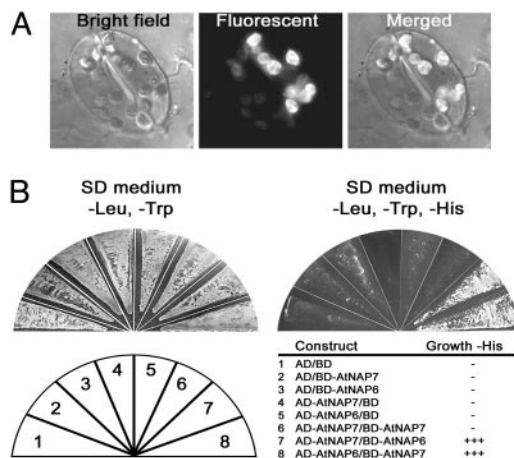 A
Bright field
Fluorescent
Merged
B
SD medium
-Leu, -Trp
SD medium
-Leu, -Trp, -His
1 2 3 4 5 6 7 8
Construct Growth -His
1 AD/BD -
2 AD/BD-AtNAP7 -
3 AD/BD-AtNAP6 -
4 AD-AtNAP7/BD -
5 AD-AtNAP6/BD -
6 AD-AtNAP7/BD-AtNAP7 -
7 AD-AtNAP7/BD-AtNAP6 +++
8 AD-AtNAP6/BD-AtNAP7 +++